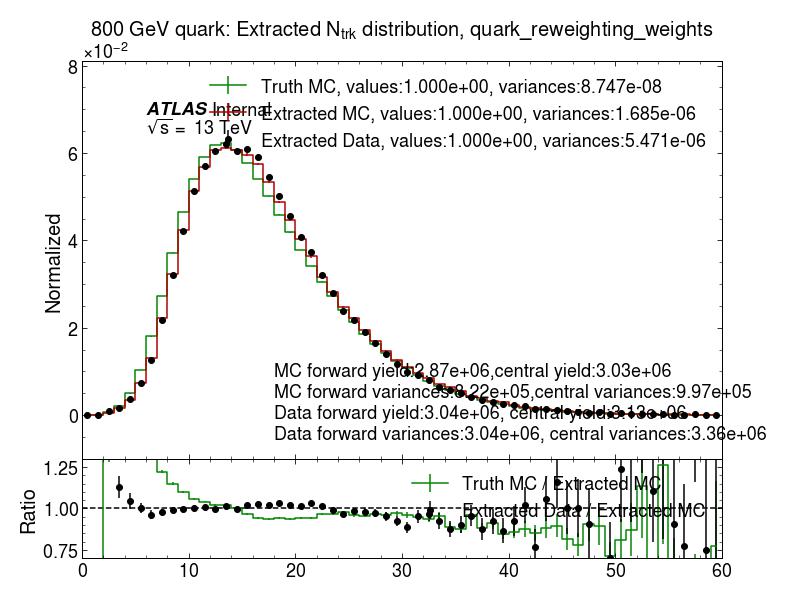 800 GeV quark: Extracted Ntrk distribution, quark_reweighting_weights
×10−2
8
Truth MC, values:1.000e+00, variances:8.747e-08
ATLAS Internal
Extracted MC, values:1.000e+00, variances:1.685e-06
√s = 13 TeV
Extracted Data, values:1.000e+00, variances:5.471e-06
6
Normalized
4
2
MC forward yield:2.87e+06,central yield:3.03e+06
MC forward variances:9.22e+05,central variances:9.97e+05
0
Data forward yield:3.04e+06, central yield:3.13e+06
Data forward variances:3.04e+06, central variances:3.36e+06
1.25
Truth MC / Extracted MC
Ratio
1.00
Extracted Data / Extracted MC
0.75
0 10 20 30 40 50 60